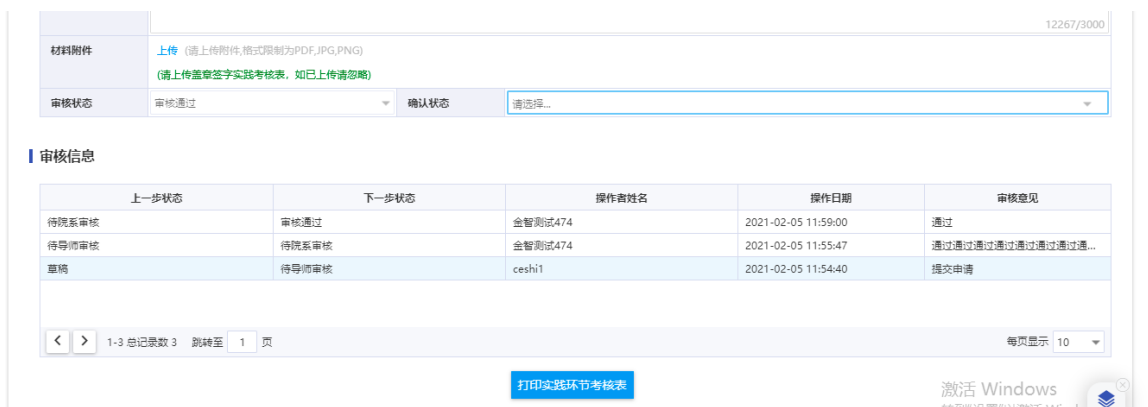 12267/3000
材料附件
上传 (请上传附件,格式限制为PDF,JPG,PNG)
(请上传盖章签字实践考核表，如已上传请忽略)
审核状态 审核通过 确认状态 请选择...
审核信息
上一步状态 下一步状态 操作者姓名 操作日期 审核意见
待院系审核 审核通过 金智测试474 2021-02-05 11:59:00 通过
待导师审核 待院系审核 金智测试474 2021-02-05 11:55:47 通过通过通过通过通过通过通过通...
草稿 待导师审核 ceshi1 2021-02-05 11:54:40 提交申请
1-3 总记录数 3 跳转至 1 页 每页显示 10
打印实践环节考核表
激活 Windows